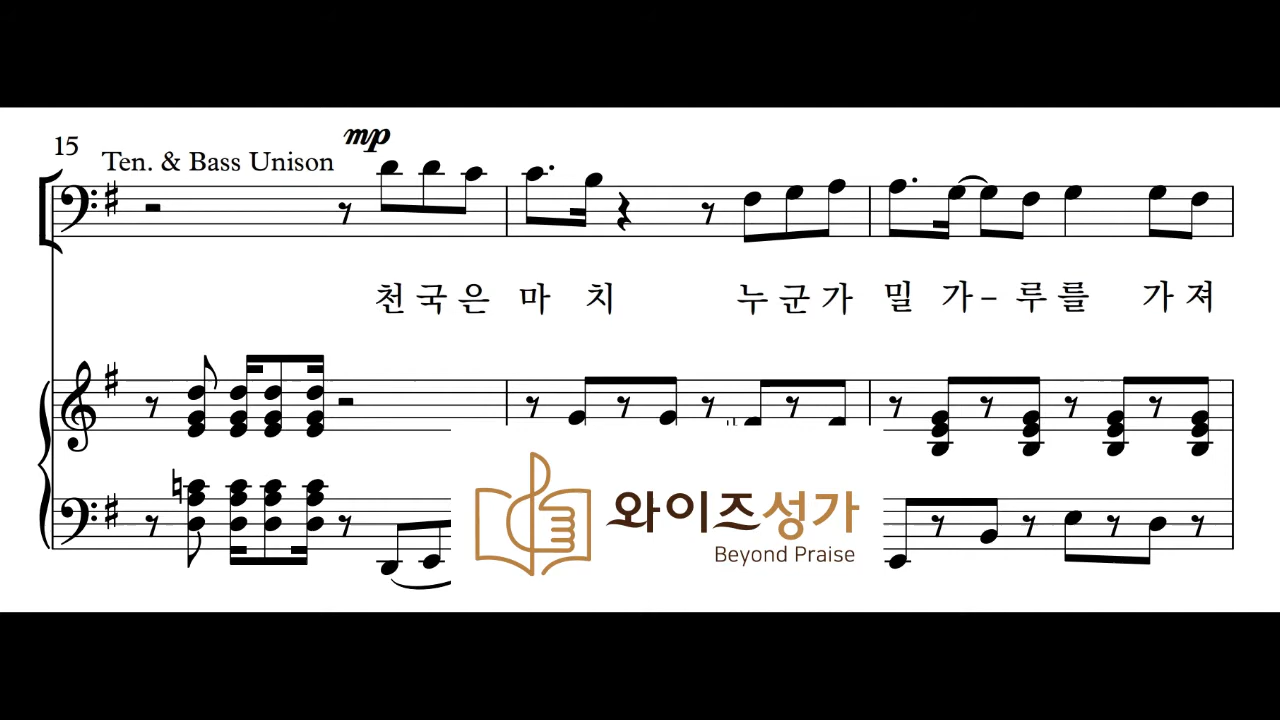 15
Ten. & Bass Unison
mp
천 국 은 마 치 누 군 가 밀 가 - 루 를 가 져
와이즈성가
Beyond Praise